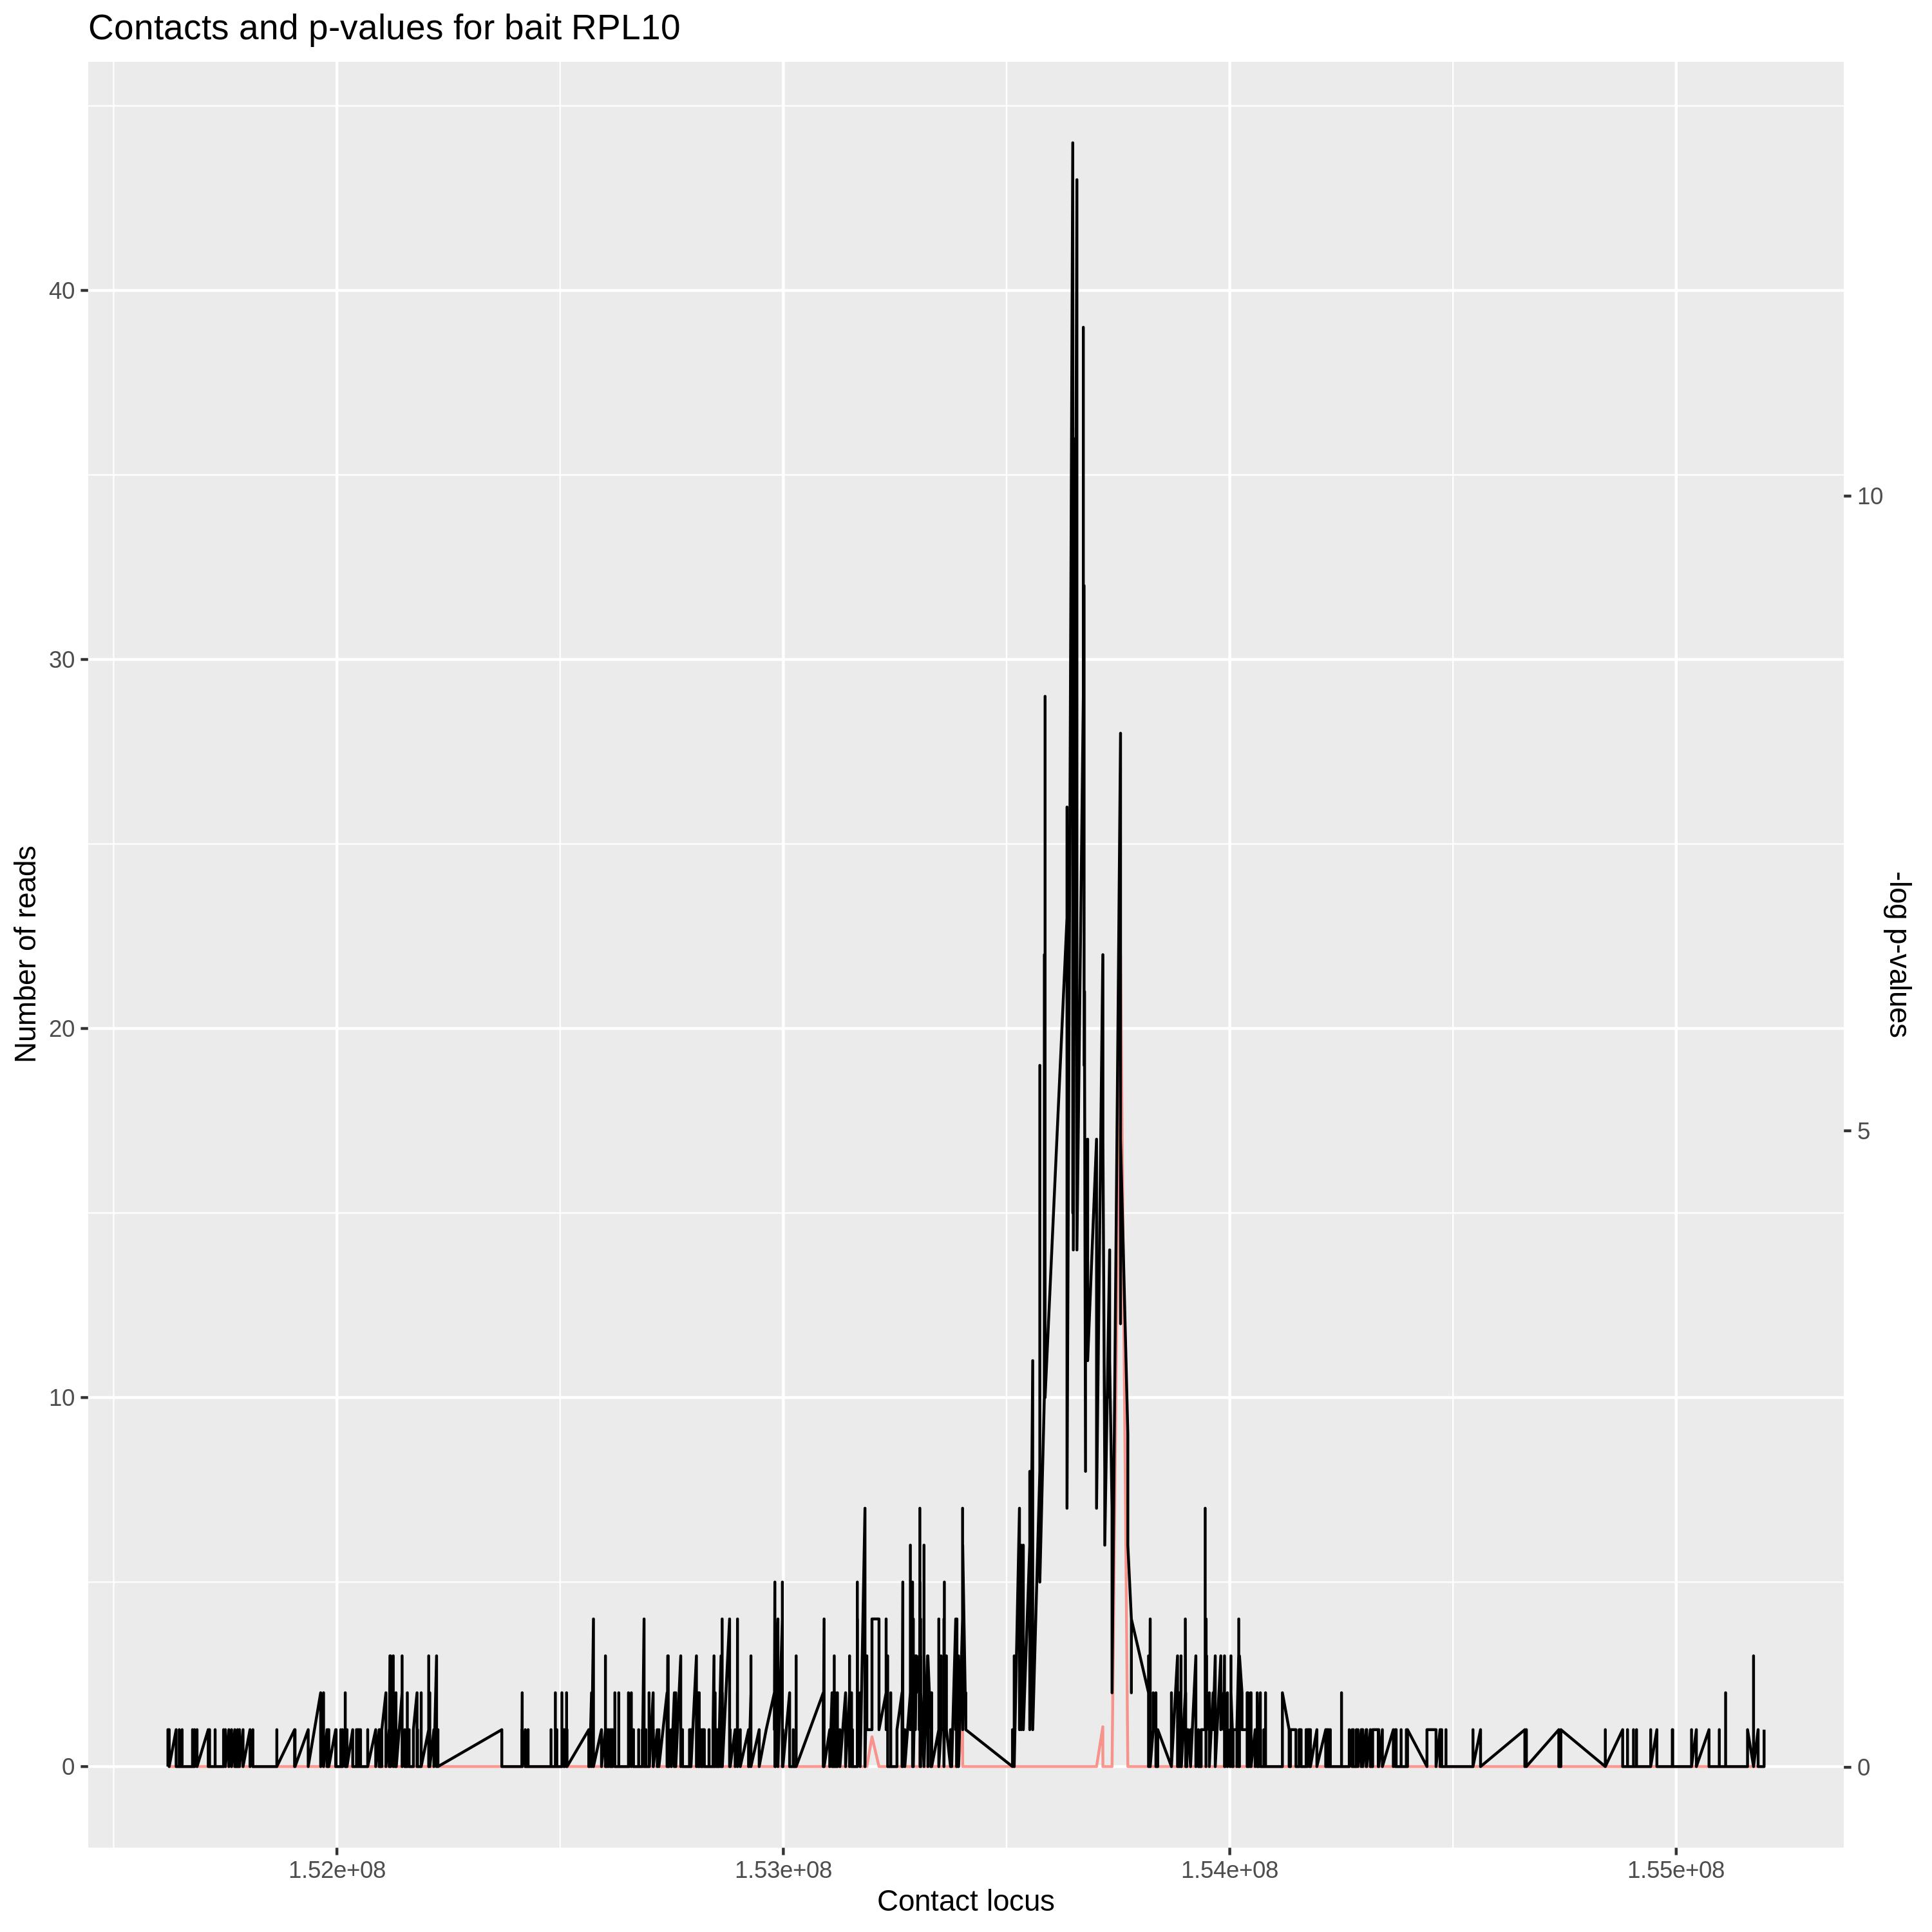 Contacts and p-values for bait RPL10
40
30
20
10
0
Number of reads
10
5
0
-log p-values
1.52e+08 1.53e+08 1.54e+08 1.55e+08
Contact locus